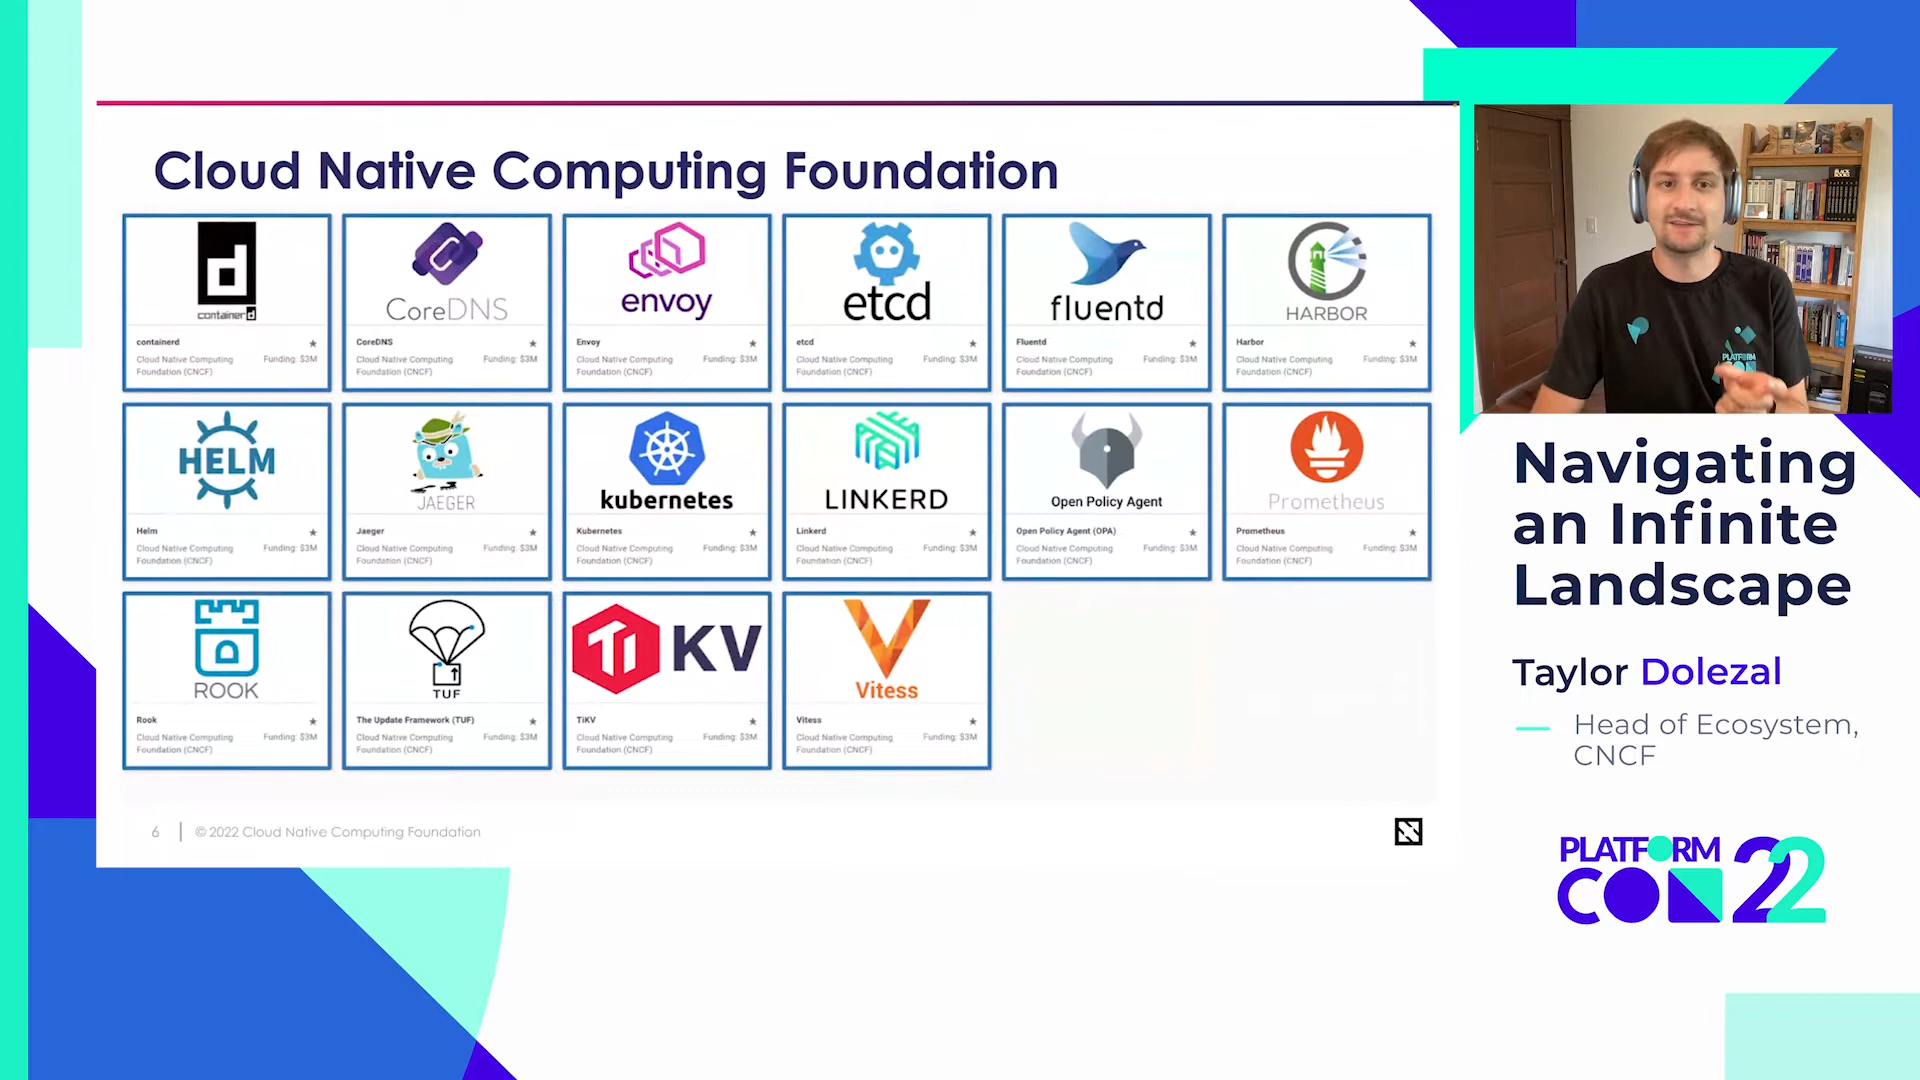 Cloud Native Computing Foundation
containerd
CoreDNS
envoy
etcd
fluentd
HARBOR
containerd
Cloud Native Computing
Foundation (CNCF)
Funding: $3M
CoreDNS
Cloud Native Computing
Foundation (CNCF)
Funding: $3M
Envoy
Cloud Native Computing
Foundation (CNCF)
Funding: $3M
etcd
Cloud Native Computing
Foundation (CNCF)
Funding: $3M
Fluentd
Cloud Native Computing
Foundation (CNCF)
Funding: $3M
Harbor
Cloud Native Computing
Foundation (CNCF)
Funding: $3M
HELM
JAEGER
kubernetes
LINKERD
Open Policy Agent
Prometheus
Helm
Cloud Native Computing
Foundation (CNCF)
Funding: $3M
Jaeger
Cloud Native Computing
Foundation (CNCF)
Funding: $3M
Kubernetes
Cloud Native Computing
Foundation (CNCF)
Funding: $3M
Linkerd
Cloud Native Computing
Foundation (CNCF)
Funding: $3M
Open Policy Agent (OPA)
Cloud Native Computing
Foundation (CNCF)
Funding: $3M
Prometheus
Cloud Native Computing
Foundation (CNCF)
Funding: $3M
ROOK
TUF
TiKV
Vitess
Rook
Cloud Native Computing
Foundation (CNCF)
Funding: $3M
The Update Framework (TUF)
Cloud Native Computing
Foundation (CNCF)
Funding: $3M
TiKV
Cloud Native Computing
Foundation (CNCF)
Funding: $3M
Vitess
Cloud Native Computing
Foundation (CNCF)
Funding: $3M
6 | © 2022 Cloud Native Computing Foundation
PLATFORM
CON
Navigating
an Infinite
Landscape
Taylor Dolezal
Head of Ecosystem,
CNCF
PLATFORM
CON 22